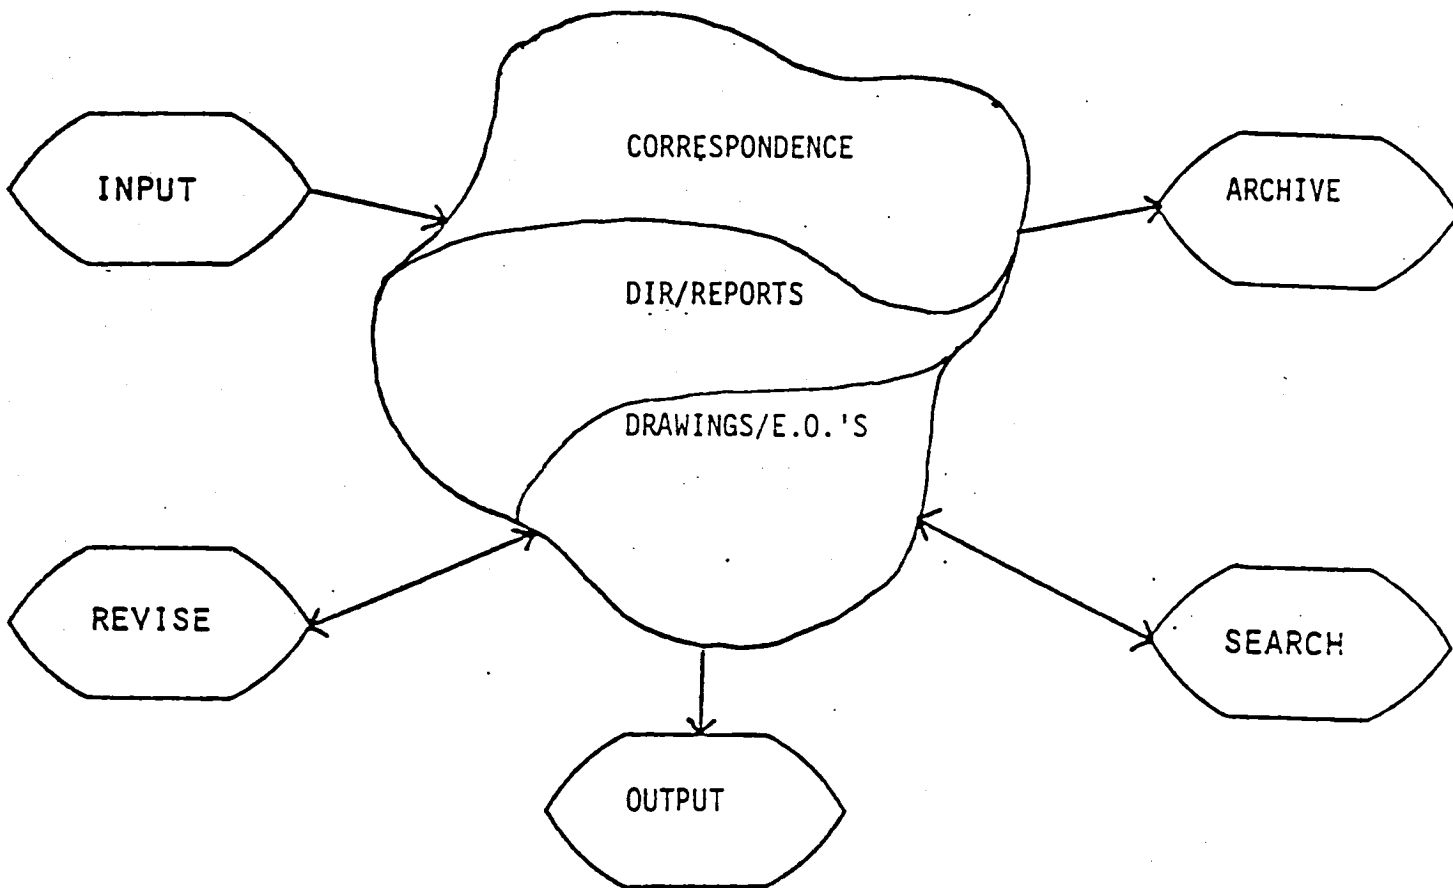 CORRESPONDENCE
INPUT
ARCHIVE
DIR/REPORTS
DRAWINGS/E.O.'S
REVISE
SEARCH
OUTPUT